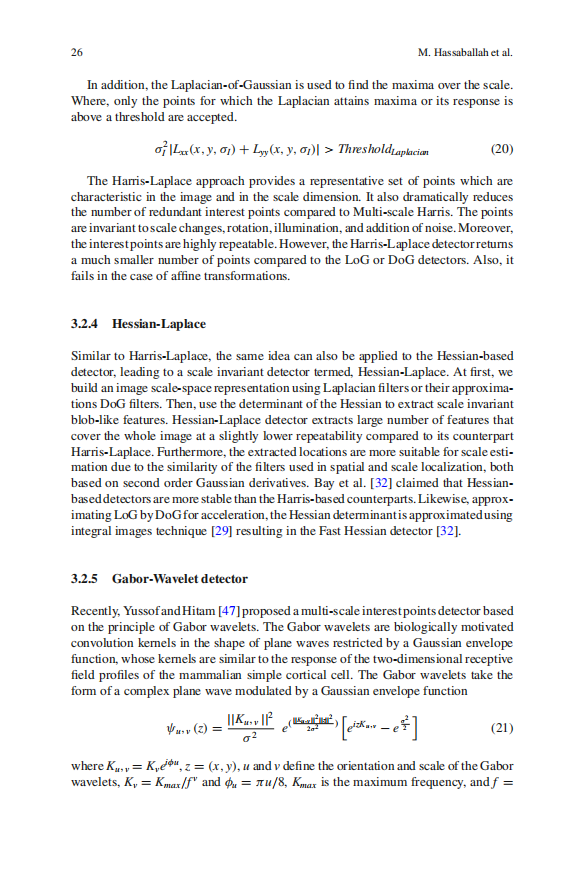 26
M. Hassaballah et al.
In addition, the Laplacian-of-Gaussian is used to find the maxima over the scale.
Where, only the points for which the Laplacian attains maxima or its response is
above a threshold are accepted.
σ_I^2 |L_xx(x, y, σ_I) + L_yy(x, y, σ_I)| > Threshold_Laplacian (20)
The Harris-Laplace approach provides a representative set of points which are
characteristic in the image and in the scale dimension. It also dramatically reduces
the number of redundant interest points compared to Multi-scale Harris. The points
are invariant to scale changes, rotation, illumination, and addition of noise. Moreover,
the interest points are highly repeatable. However, the Harris-Laplace detector returns
a much smaller number of points compared to the LoG or DoG detectors. Also, it
fails in the case of affine transformations.
3.2.4 Hessian-Laplace
Similar to Harris-Laplace, the same idea can also be applied to the Hessian-based
detector, leading to a scale invariant detector termed, Hessian-Laplace. At first, we
build an image scale-space representation using Laplacian filters or their approxima-
tions DoG filters. Then, use the determinant of the Hessian to extract scale invariant
blob-like features. Hessian-Laplace detector extracts large number of features that
cover the whole image at a slightly lower repeatability compared to its counterpart
Harris-Laplace. Furthermore, the extracted locations are more suitable for scale esti-
mation due to the similarity of the filters used in spatial and scale localization, both
based on second order Gaussian derivatives. Bay et al. [32] claimed that Hessian-
based detectors are more stable than the Harris-based counterparts. Likewise, approx-
imating LoG by DoG for acceleration, the Hessian determinant is approximated using
integral images technique [29] resulting in the Fast Hessian detector [32].
3.2.5 Gabor-Wavelet detector
Recently, Yussof and Hitam [47] proposed a multi-scale interest points detector based
on the principle of Gabor wavelets. The Gabor wavelets are biologically motivated
convolution kernels in the shape of plane waves restricted by a Gaussian envelope
function, whose kernels are similar to the response of the two-dimensional receptive
field profiles of the mammalian simple cortical cell. The Gabor wavelets take the
form of a complex plane wave modulated by a Gaussian envelope function
ψ_u,v (z) = ||K_u,v||^2 / σ^2 e^( / 2σ^2) [e^izK_u,v − e^σ^2/2] (21)
where K_u,v = K_v e^iϕ_u, z = (x, y), u and v define the orientation and scale of the Gabor
wavelets, K_v = K_max/f^v and ϕ_u = πu/8, K_max is the maximum frequency, and f =